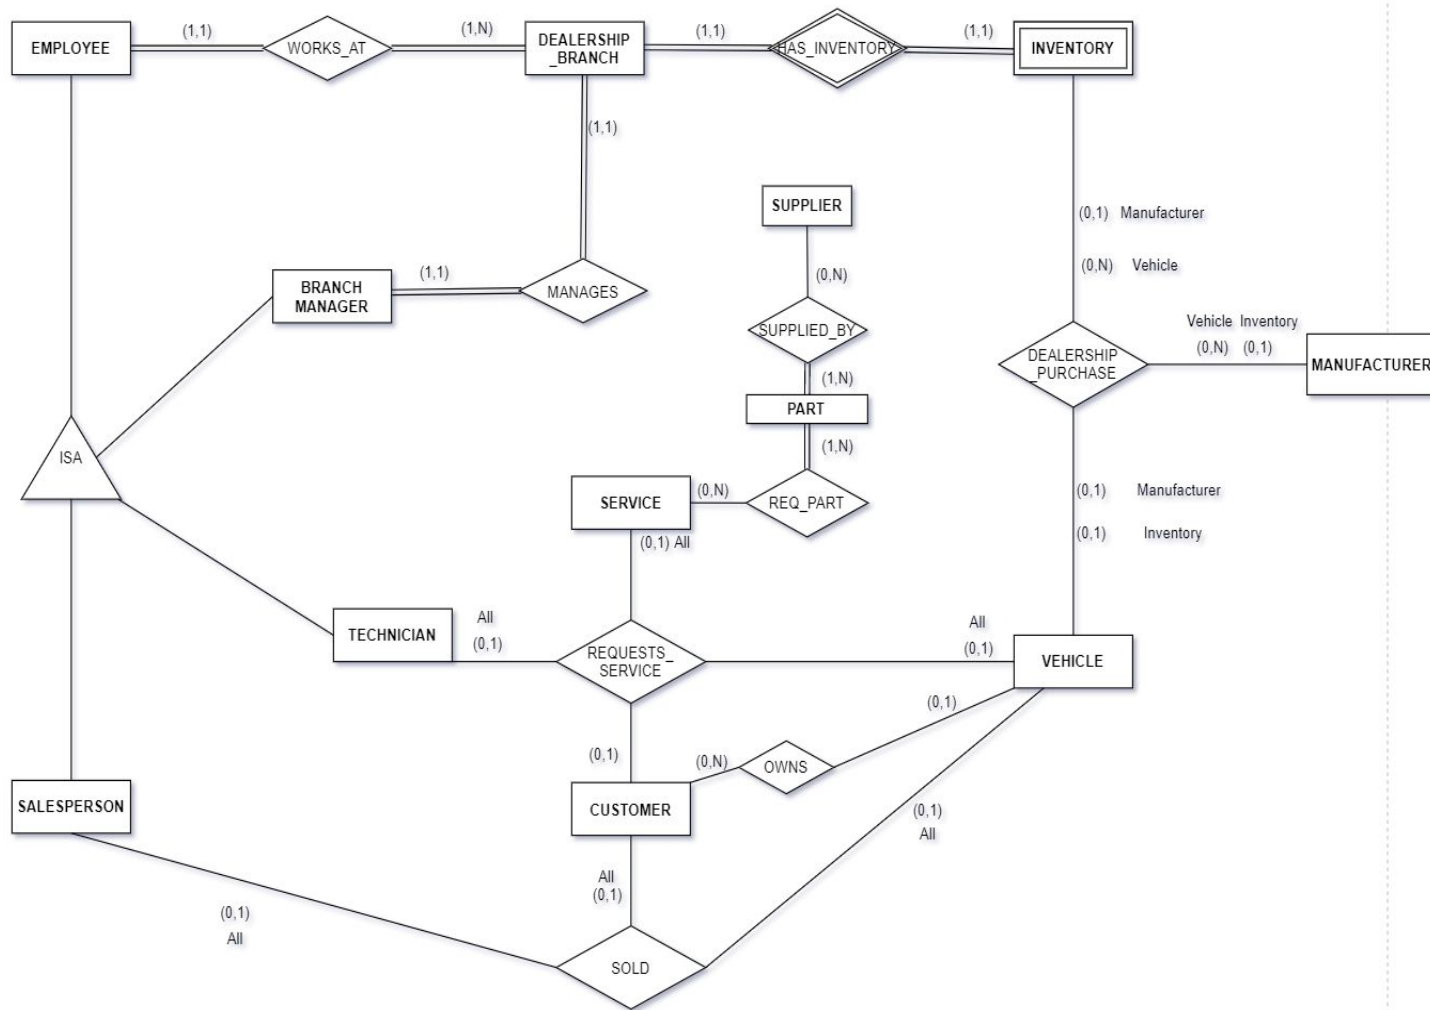 EMPLOYEE
(1,1)
WORKS_AT
(1,N)
DEALERSHIP
_BRANCH
(1,1)
HAS_INVENTORY
(1,1)
INVENTORY
(1,1)
SUPPLIER
(0,1) Manufacturer
(0,N) Vehicle
BRANCH
MANAGER
(1,1)
MANAGES
(0,N)
SUPPLIED_BY
(1,N)
DEALERSHIP
_PURCHASE
Vehicle Inventory
(0,N) (0,1)
MANUFACTURER
PART
(1,N)
ISA
SERVICE
(0,N)
REQ_PART
(0,1) Manufacturer
(0,1) Inventory
(0,1) All
TECHNICIAN
All
(0,1)
REQUESTS_
SERVICE
All
(0,1)
VEHICLE
(0,1)
(0,N)
OWNS
(0,1)
SALESPERSON
CUSTOMER
(0,1)
All
All
(0,1)
(0,1)
All
SOLD